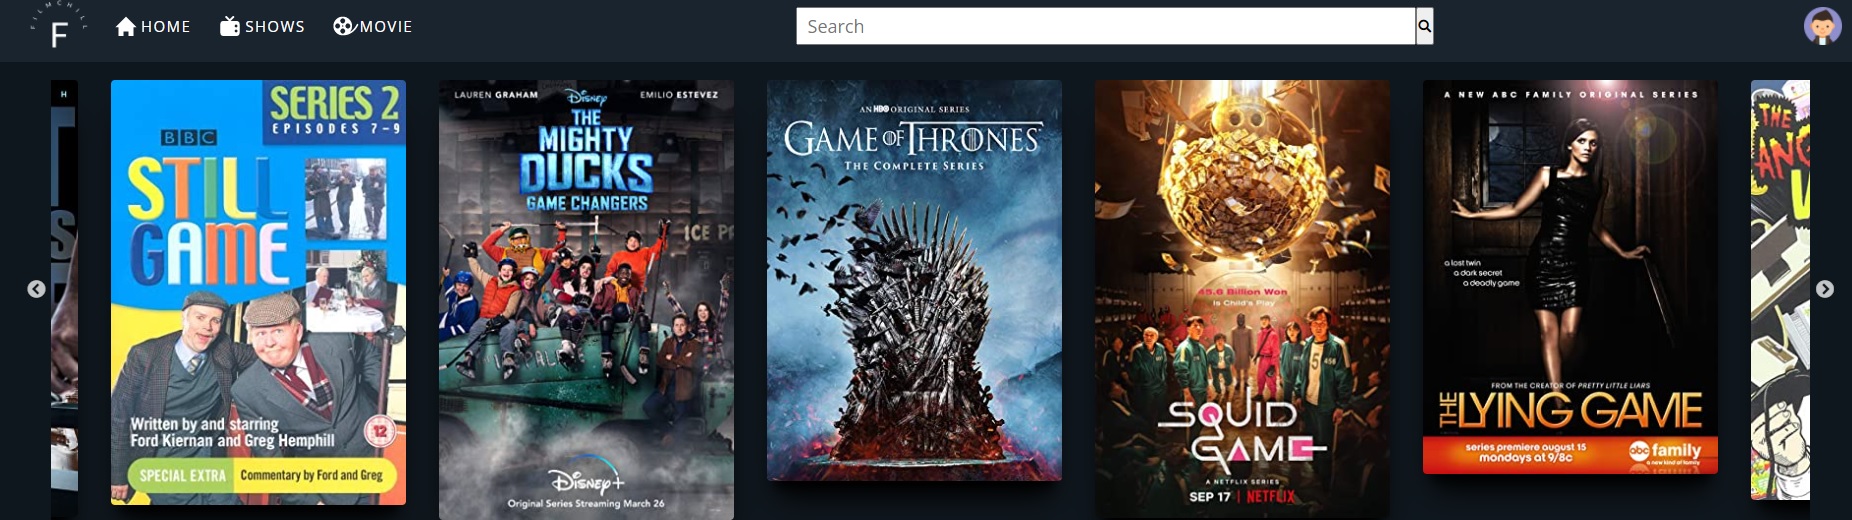 FILMCHILL
F
HOME
SHOWS
MOVIE
Search
H
SERIES 2
EPISODES 7-9
BBC
STILL
GAME
Written by and starring
Ford Kiernan and Greg Hemphill
12
SPECIAL EXTRA
Commentary by Ford and Greg
LAUREN GRAHAM
EMILIO ESTEVEZ
Disney
THE
MIGHTY
DUCKS
GAME CHANGERS
ICE P
Disney+
Original Series Streaming March 26
AN HBO ORIGINAL SERIES
GAME OF THRONES
THE COMPLETE SERIES
45.6 Billion Won
is Child's Play
456
SQUID
GAME
A NETFLIX SERIES
SEP 17 | NETFLIX
A NEW ABC FAMILY ORIGINAL SERIES
a lost twin
a dark secret
a deadly game
FROM THE CREATOR OF PRETTY LITTLE LIARS
THE LYING GAME
series premiere august 15
mondays at 9/8c
abc family
a new kind of family
THE
ANG